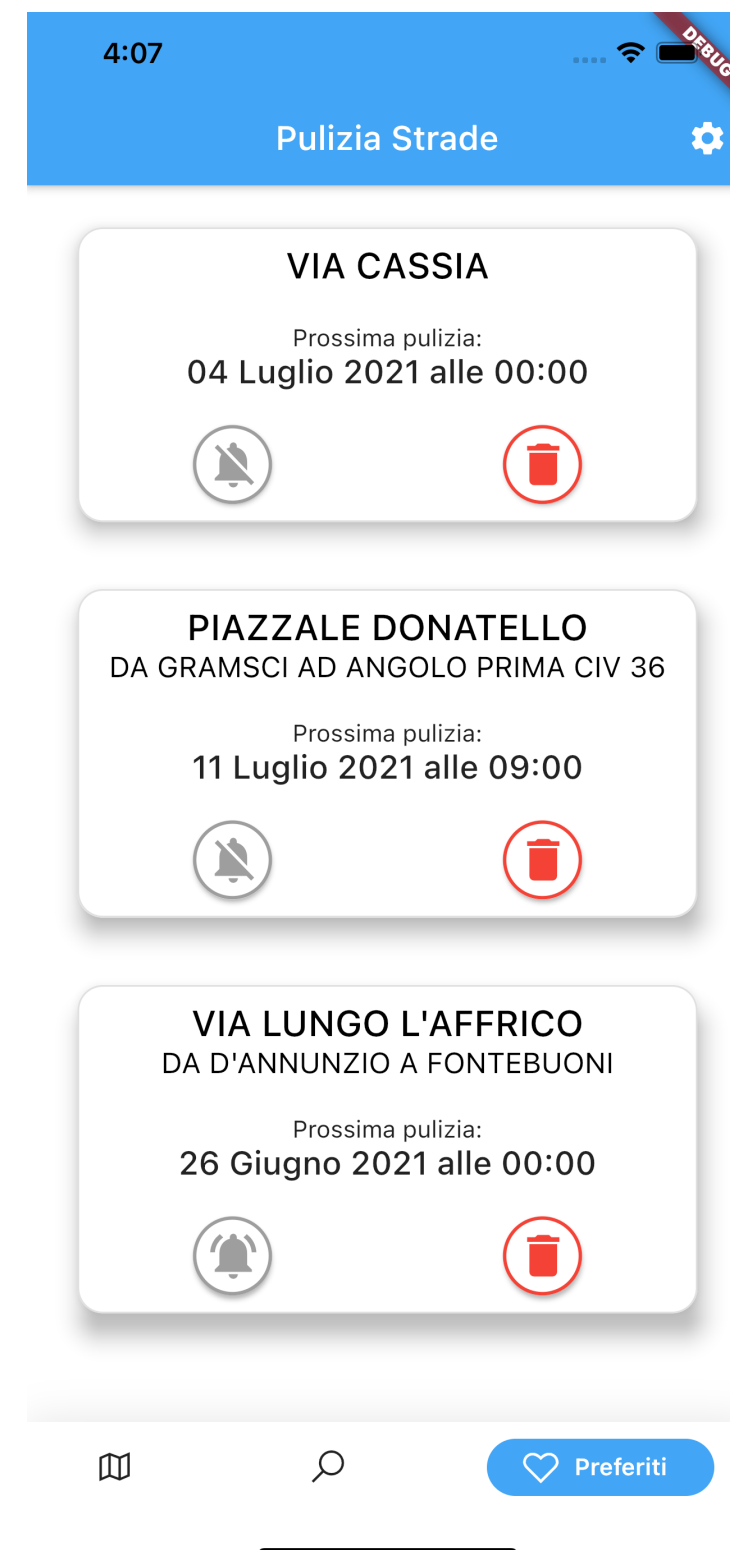 4:07
DEBUG
Pulizia Strade
VIA CASSIA
Prossima pulizia:
04 Luglio 2021 alle 00:00
PIAZZALE DONATELLO
DA GRAMSCI AD ANGOLO PRIMA CIV 36
Prossima pulizia:
11 Luglio 2021 alle 09:00
VIA LUNGO L'AFFRICO
DA D'ANNUNZIO A FONTEBUONI
Prossima pulizia:
26 Giugno 2021 alle 00:00
Preferiti